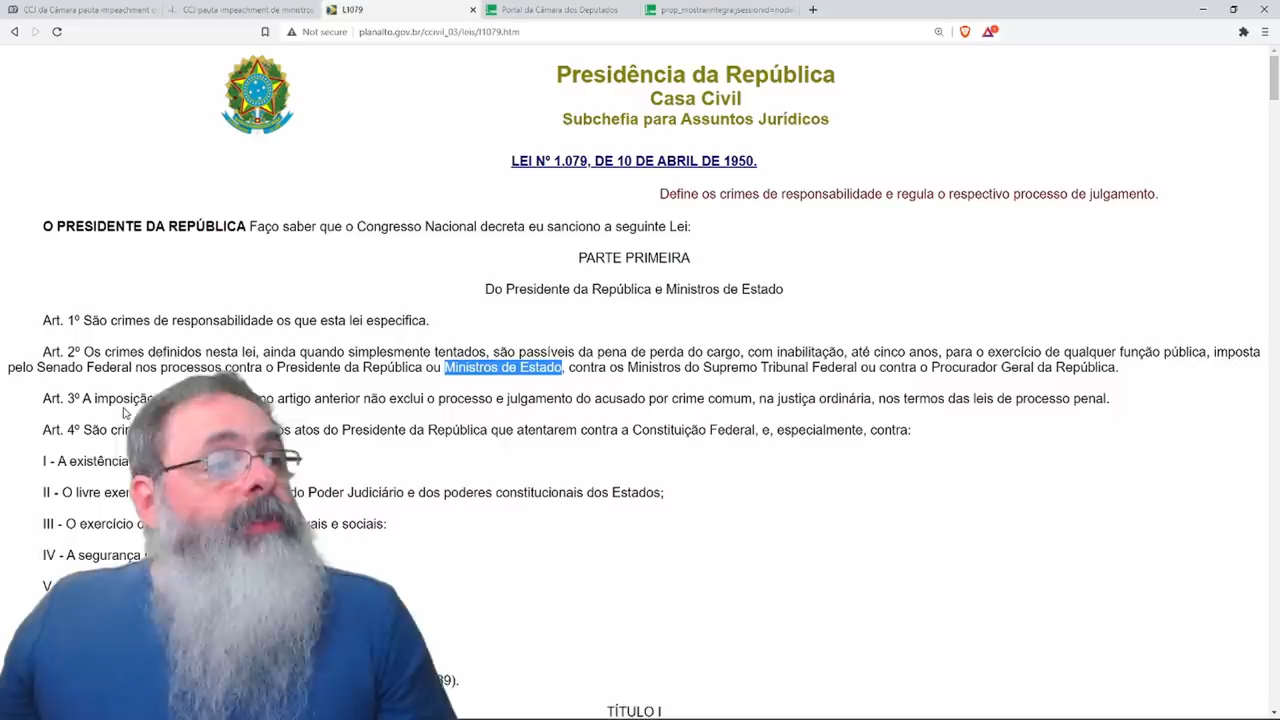 CCJ da Câmara pauta impeachment
CCJ pauta impeachment de ministros
L1079
Portal da Câmara dos Deputados
prop_mostrarintegra;jsessionid=node
Not secure planalto.gov.br/ccivil_03/leis/l1079.htm
Presidência da República
Casa Civil
Subchefia para Assuntos Jurídicos
LEI Nº 1.079, DE 10 DE ABRIL DE 1950.
Define os crimes de responsabilidade e regula o respectivo processo de julgamento.
O PRESIDENTE DA REPÚBLICA Faço saber que o Congresso Nacional decreta eu sanciono a seguinte Lei:
PARTE PRIMEIRA
Do Presidente da República e Ministros de Estado
Art. 1º São crimes de responsabilidade os que esta lei especifica.
Art. 2º Os crimes definidos nesta lei, ainda quando simplesmente tentados, são passíveis da pena de perda do cargo, com inabilitação, até cinco anos, para o exercício de qualquer função pública, imposta
pelo Senado Federal nos processos contra o Presidente da República ou Ministros de Estado, contra os Ministros do Supremo Tribunal Federal ou contra o Procurador Geral da República.
Art. 3º A imposição no artigo anterior não exclui o processo e julgamento do acusado por crime comum, na justiça ordinária, nos termos das leis de processo penal.
Art. 4º São atos do Presidente da República que atentarem contra a Constituição Federal, e, especialmente, contra:
I - A existência
II - O livre do Poder Judiciário e dos poderes constitucionais dos Estados;
III - O exercício e sociais:
IV - A segurança
V
89).
TÍTULO I